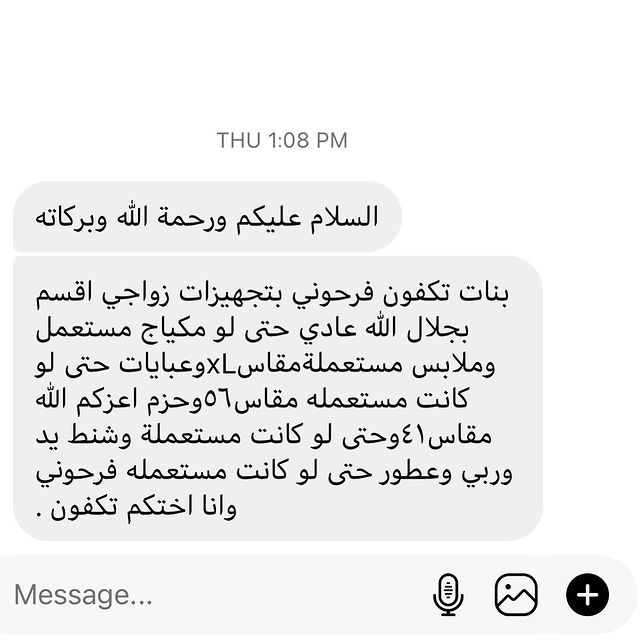 THU 1:08 PM
السلام عليكم ورحمة الله وبركاته
بنات تكفون فرحوني بتجهيزات زواجي اقسم
بجلال الله عادي حتى لو مكياج مستعمل
وملابس مستعملةمقاسxLوعبايات حتى لو
كانت مستعمله مقاس٥٦وحزم اعزكم الله
مقاس٤١وحتى لو كانت مستعملة وشنط يد
وربي وعطور حتى لو كانت مستعمله فرحوني
وانا اختكم تكفون .
Message...